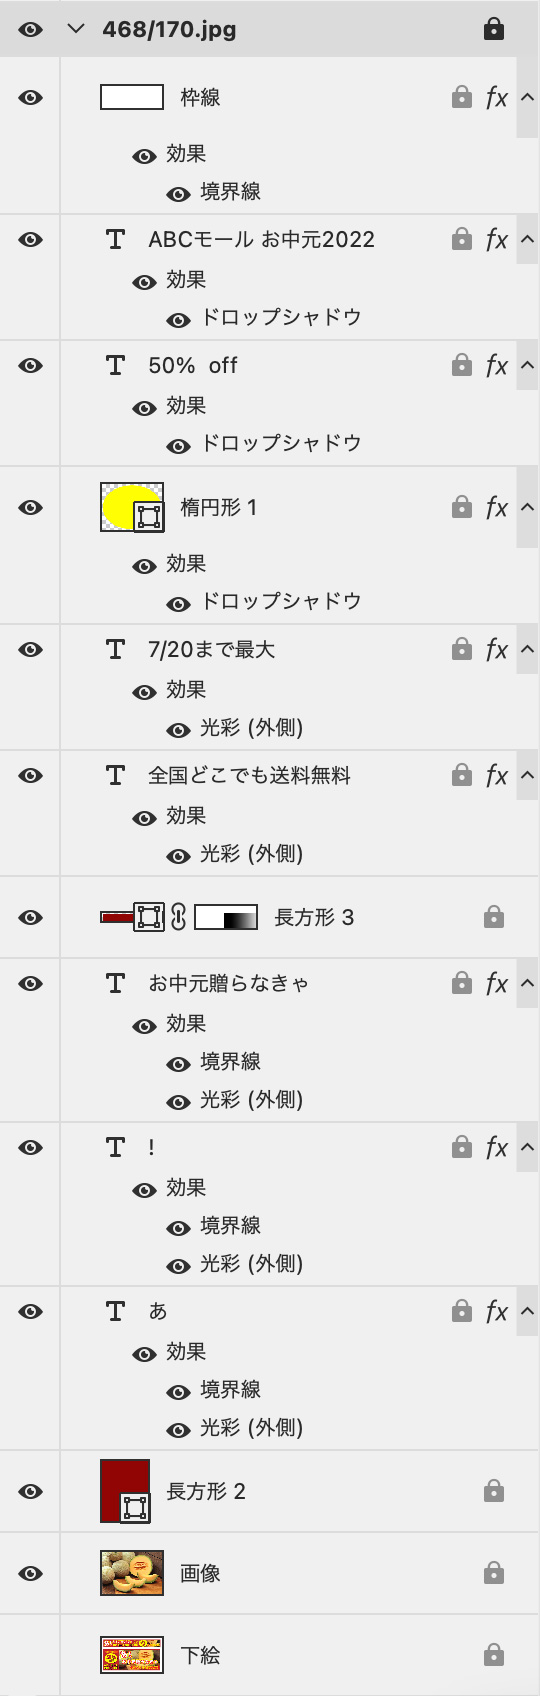 468/170.jpg
枠線
fx
効果
境界線
T ABCモール お中元2022
fx
効果
ドロップシャドウ
T 50%  off
fx
効果
ドロップシャドウ
楕円形 1
fx
効果
ドロップシャドウ
T 7/20まで最大
fx
効果
光彩 (外側)
T 全国どこでも送料無料
fx
効果
光彩 (外側)
長方形 3
T お中元贈らなきゃ
fx
効果
境界線
光彩 (外側)
T !
fx
効果
境界線
光彩 (外側)
T あ
fx
効果
境界線
光彩 (外側)
長方形 2
画像
下絵